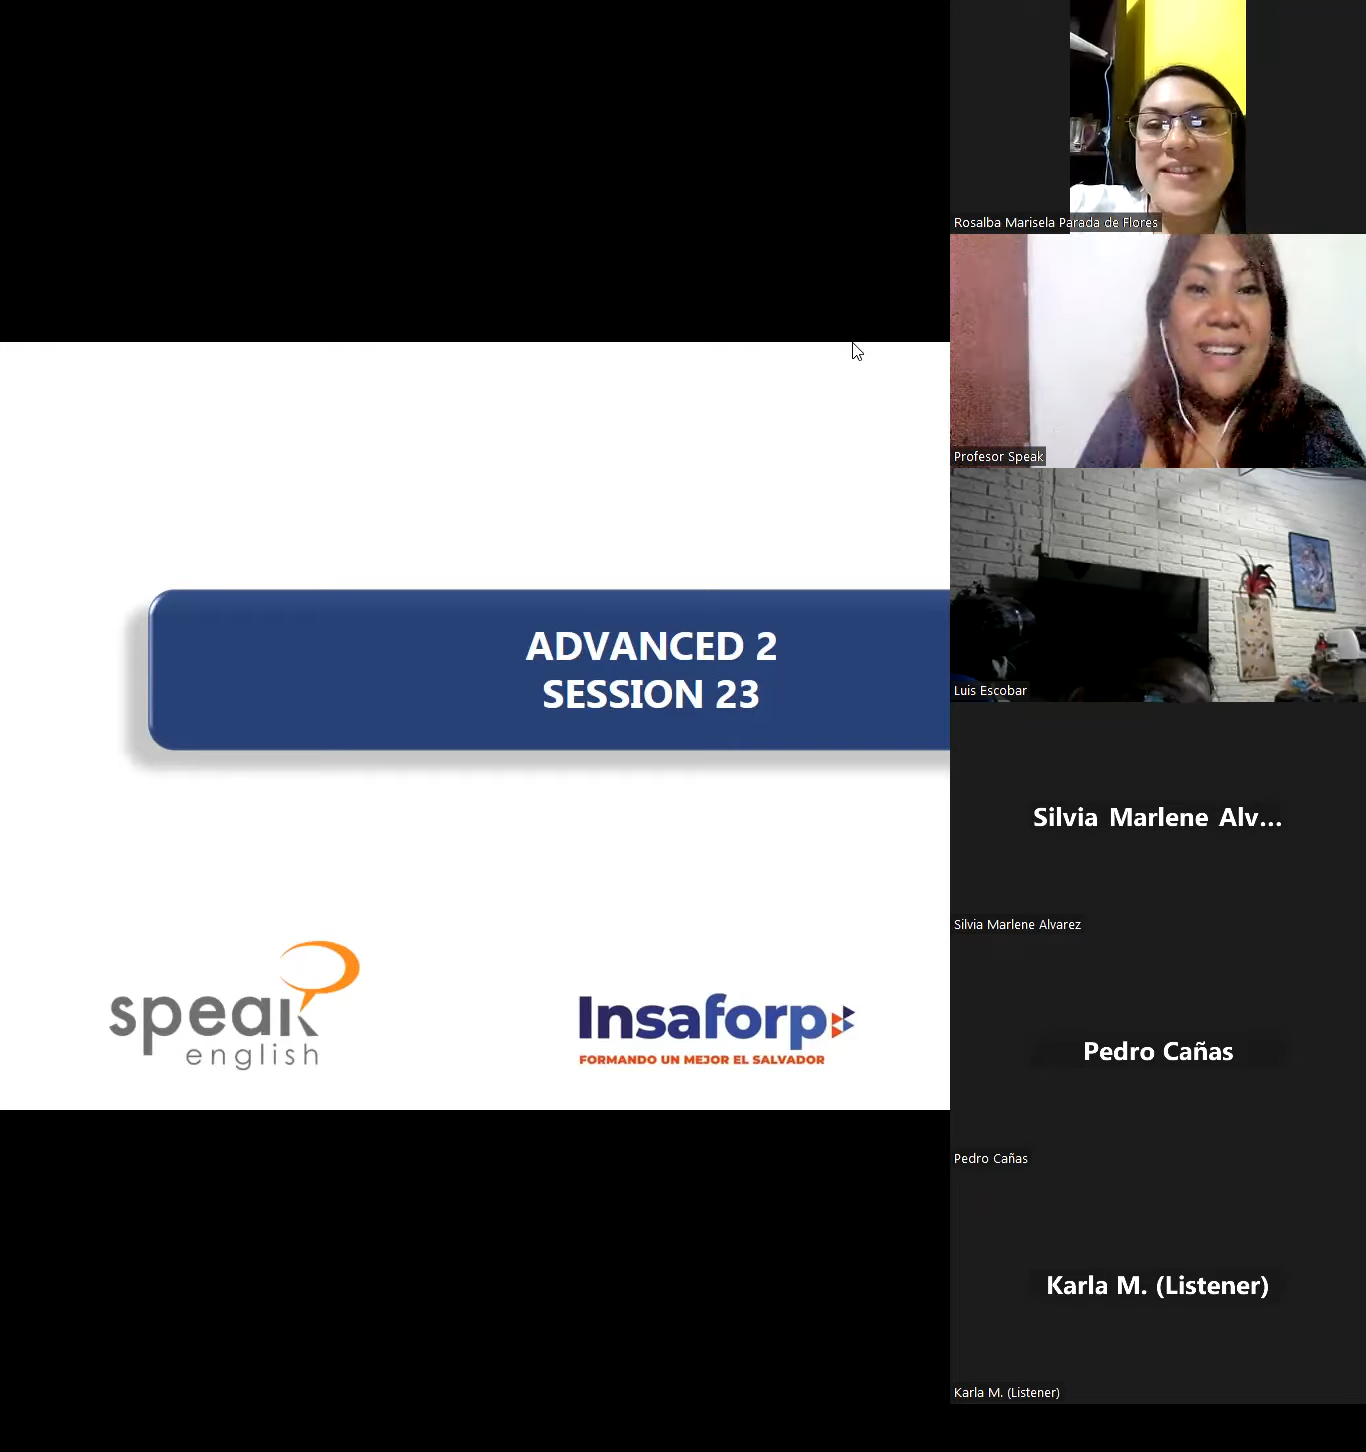 Rosalba Marisela Parada de Flores
Profesor Speak
Luis Escobar
ADVANCED 2
SESSION 23
Silvia Marlene Alv...
Silvia Marlene Alvarez
speak
english
Insaforp
FORMANDO UN MEJOR EL SALVADOR
Pedro Cañas
Pedro Cañas
Karla M. (Listener)
Karla M. (Listener)